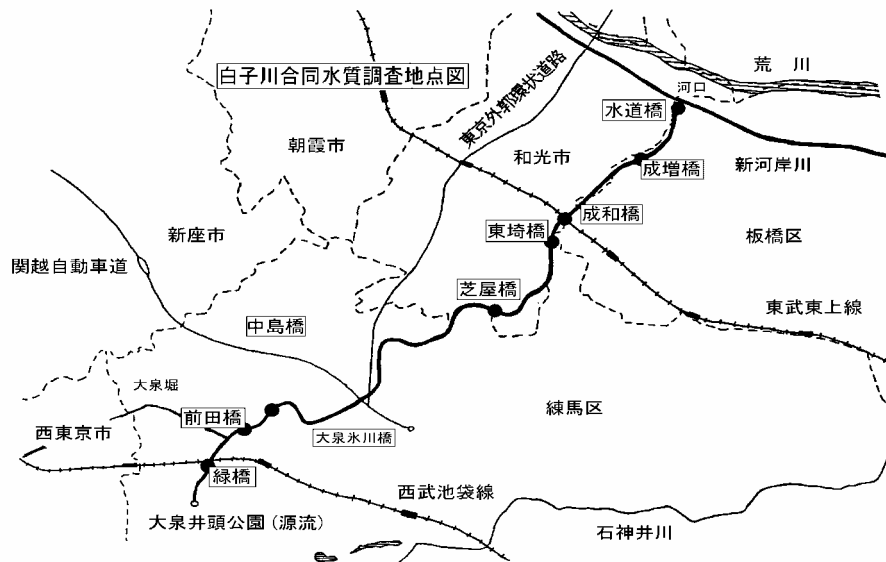 荒川
白子川合同水質調査地点図
河口
水道橋
東京外郭環状道路
朝霞市
和光市
成増橋
新河岸川
成和橋
新座市
東埼橋
板橋区
関越自動車道
芝屋橋
東武東上線
中島橋
大泉堀
練馬区
前田橋
西東京市
大泉氷川橋
緑橋
西武池袋線
大泉井頭公園(源流)
石神井川